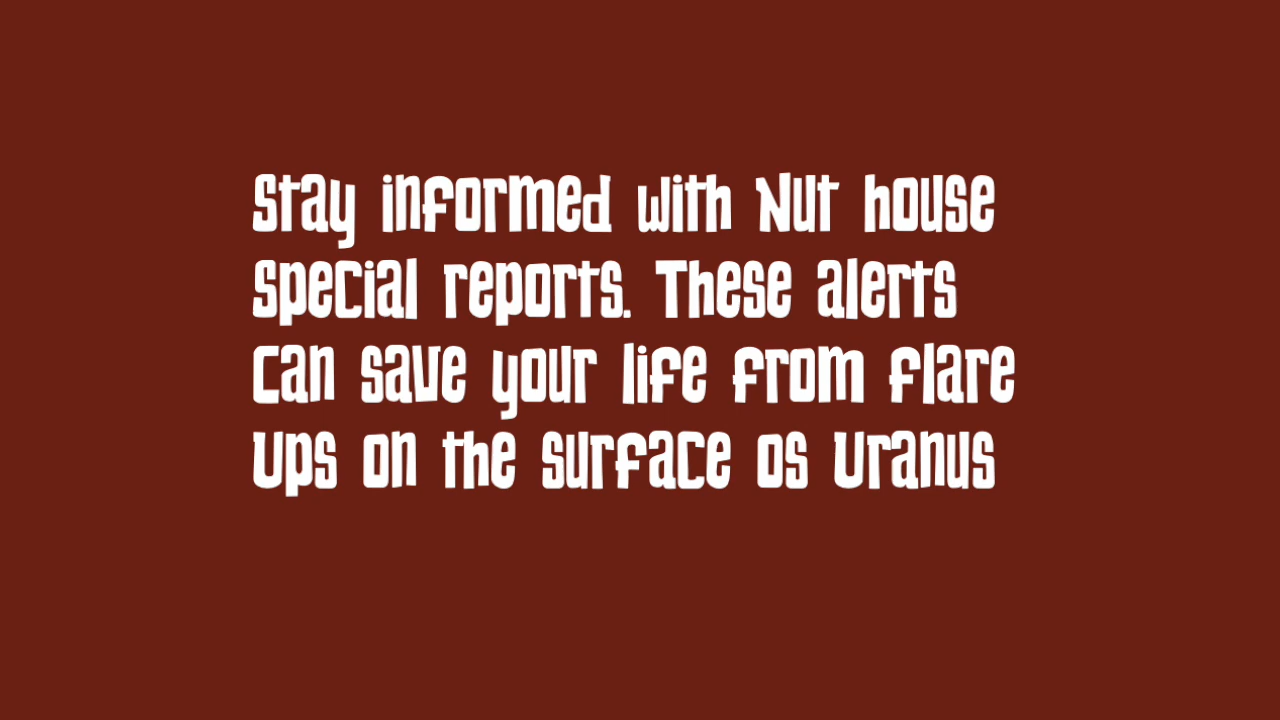 Stay informed with Nut house
special reports. These alerts
can save your life from flare
ups on the surface os Uranus